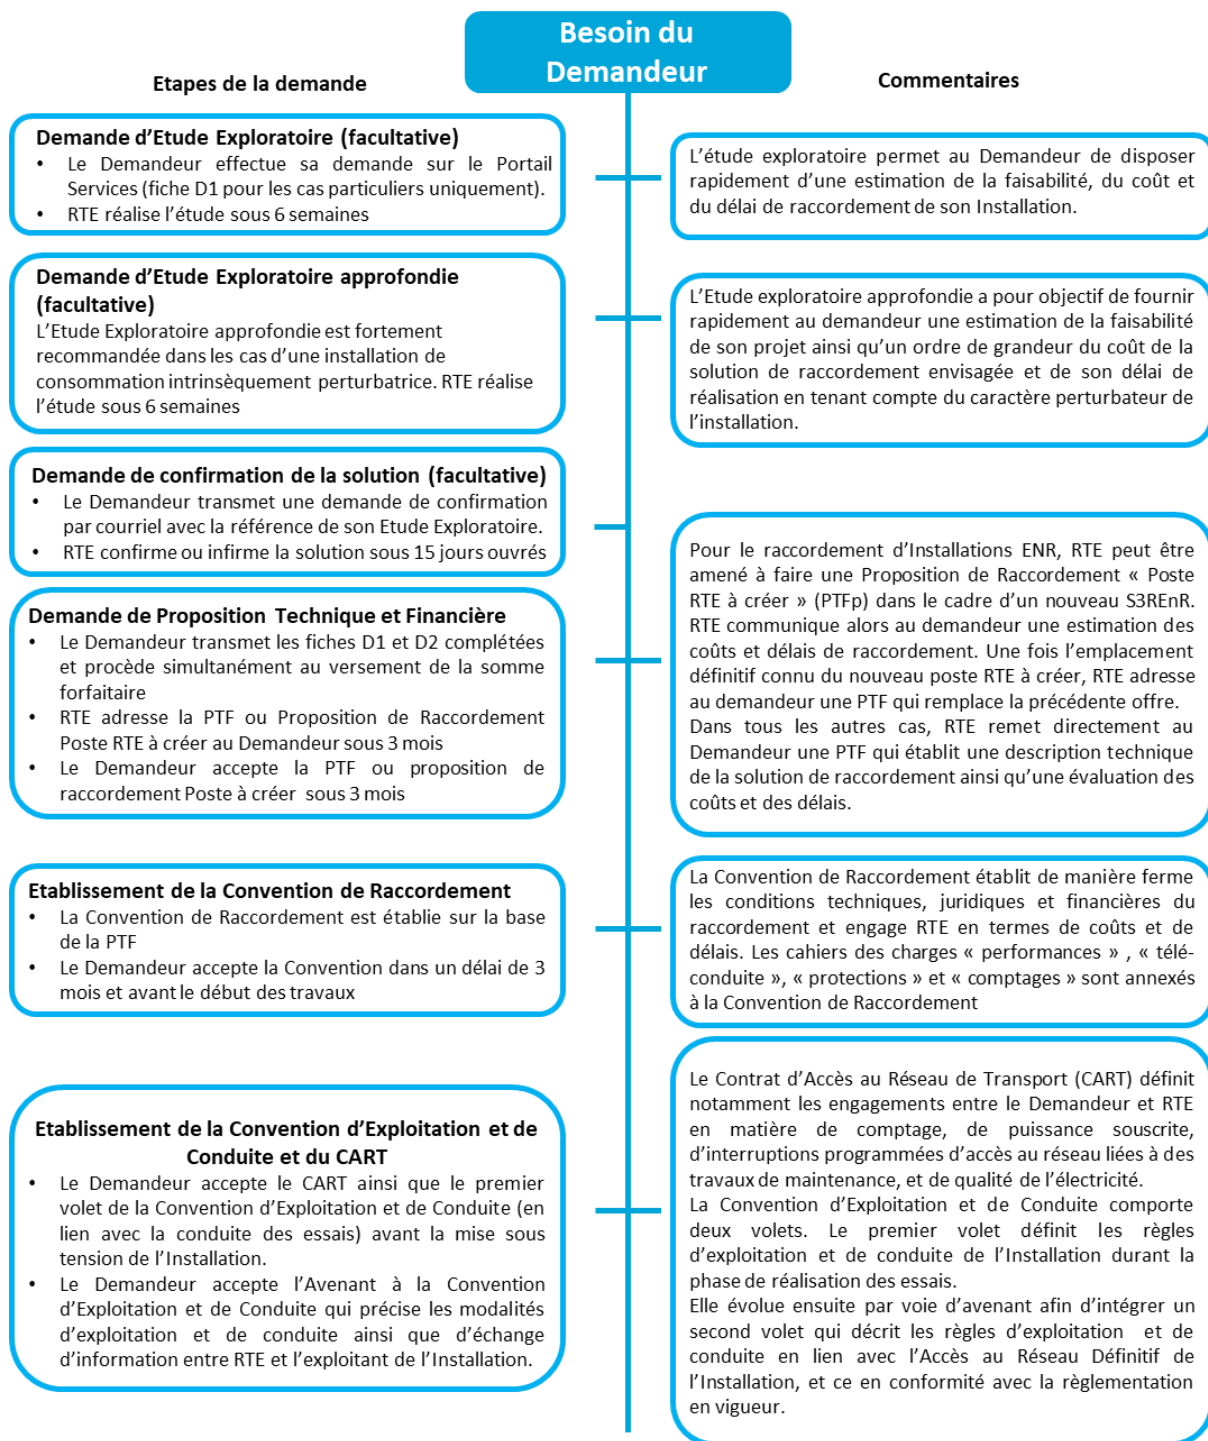 Besoin du
Demandeur
Etapes de la demande
Commentaires
Demande d’Etude Exploratoire (facultative)
• Le Demandeur effectue sa demande sur le Portail
Services (fiche D1 pour les cas particuliers uniquement).
• RTE réalise l’étude sous 6 semaines
L’étude exploratoire permet au Demandeur de disposer
rapidement d’une estimation de la faisabilité, du coût et
du délai de raccordement de son Installation.
Demande d’Etude Exploratoire approfondie
(facultative)
L’Etude Exploratoire approfondie est fortement
recommandée dans les cas d’une installation de
consommation intrinsèquement perturbatrice. RTE réalise
l’étude sous 6 semaines
L’Etude exploratoire approfondie a pour objectif de fournir
rapidement au demandeur une estimation de la faisabilité
de son projet ainsi qu’un ordre de grandeur du coût de la
solution de raccordement envisagée et de son délai de
réalisation en tenant compte du caractère perturbateur de
l’installation.
Demande de confirmation de la solution (facultative)
• Le Demandeur transmet une demande de confirmation
par courriel avec la référence de son Etude Exploratoire.
• RTE confirme ou infirme la solution sous 15 jours ouvrés
Demande de Proposition Technique et Financière
• Le Demandeur transmet les fiches D1 et D2 complétées
et procède simultanément au versement de la somme
forfaitaire
• RTE adresse la PTF ou Proposition de Raccordement
Poste RTE à créer au Demandeur sous 3 mois
• Le Demandeur accepte la PTF ou proposition de
raccordement Poste à créer sous 3 mois
Pour le raccordement d’Installations ENR, RTE peut être
amené à faire une Proposition de Raccordement « Poste
RTE à créer » (PTFp) dans le cadre d’un nouveau S3REnR.
RTE communique alors au demandeur une estimation des
coûts et délais de raccordement. Une fois l’emplacement
définitif connu du nouveau poste RTE à créer, RTE adresse
au demandeur une PTF qui remplace la précédente offre.
Dans tous les autres cas, RTE remet directement au
Demandeur une PTF qui établit une description technique
de la solution de raccordement ainsi qu’une évaluation des
coûts et des délais.
Etablissement de la Convention de Raccordement
• La Convention de Raccordement est établie sur la base
de la PTF
• Le Demandeur accepte la Convention dans un délai de 3
mois et avant le début des travaux
La Convention de Raccordement établit de manière ferme
les conditions techniques, juridiques et financières du
raccordement et engage RTE en termes de coûts et de
délais. Les cahiers des charges « performances » , « télé-
conduite », « protections » et « comptages » sont annexés
à la Convention de Raccordement
Etablissement de la Convention d’Exploitation et de
Conduite et du CART
• Le Demandeur accepte le CART ainsi que le premier
volet de la Convention d’Exploitation et de Conduite (en
lien avec la conduite des essais) avant la mise sous
tension de l’Installation.
• Le Demandeur accepte l’Avenant à la Convention
d’Exploitation et de Conduite qui précise les modalités
d’exploitation et de conduite ainsi que d’échange
d’information entre RTE et l’exploitant de l’Installation.
Le Contrat d’Accès au Réseau de Transport (CART) définit
notamment les engagements entre le Demandeur et RTE
en matière de comptage, de puissance souscrite,
d’interruptions programmées d’accès au réseau liées à des
travaux de maintenance, et de qualité de l’électricité.
La Convention d’Exploitation et de Conduite comporte
deux volets. Le premier volet définit les règles
d’exploitation et de conduite de l’Installation durant la
phase de réalisation des essais.
Elle évolue ensuite par voie d’avenant afin d’intégrer un
second volet qui décrit les règles d’exploitation et de
conduite en lien avec l’Accès au Réseau Définitif de
l’Installation, et ce en conformité avec la règlementation
en vigueur.